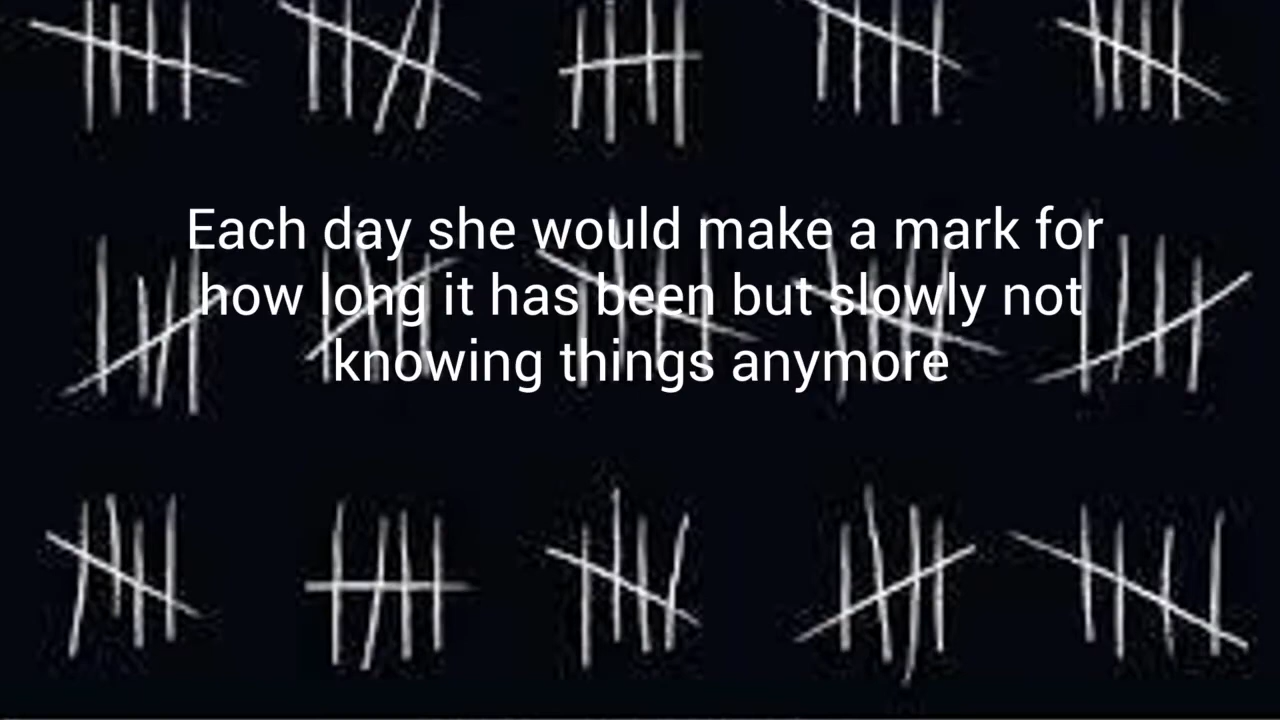 Each day she would make a mark for
how long it has been but slowly not
knowing things anymore